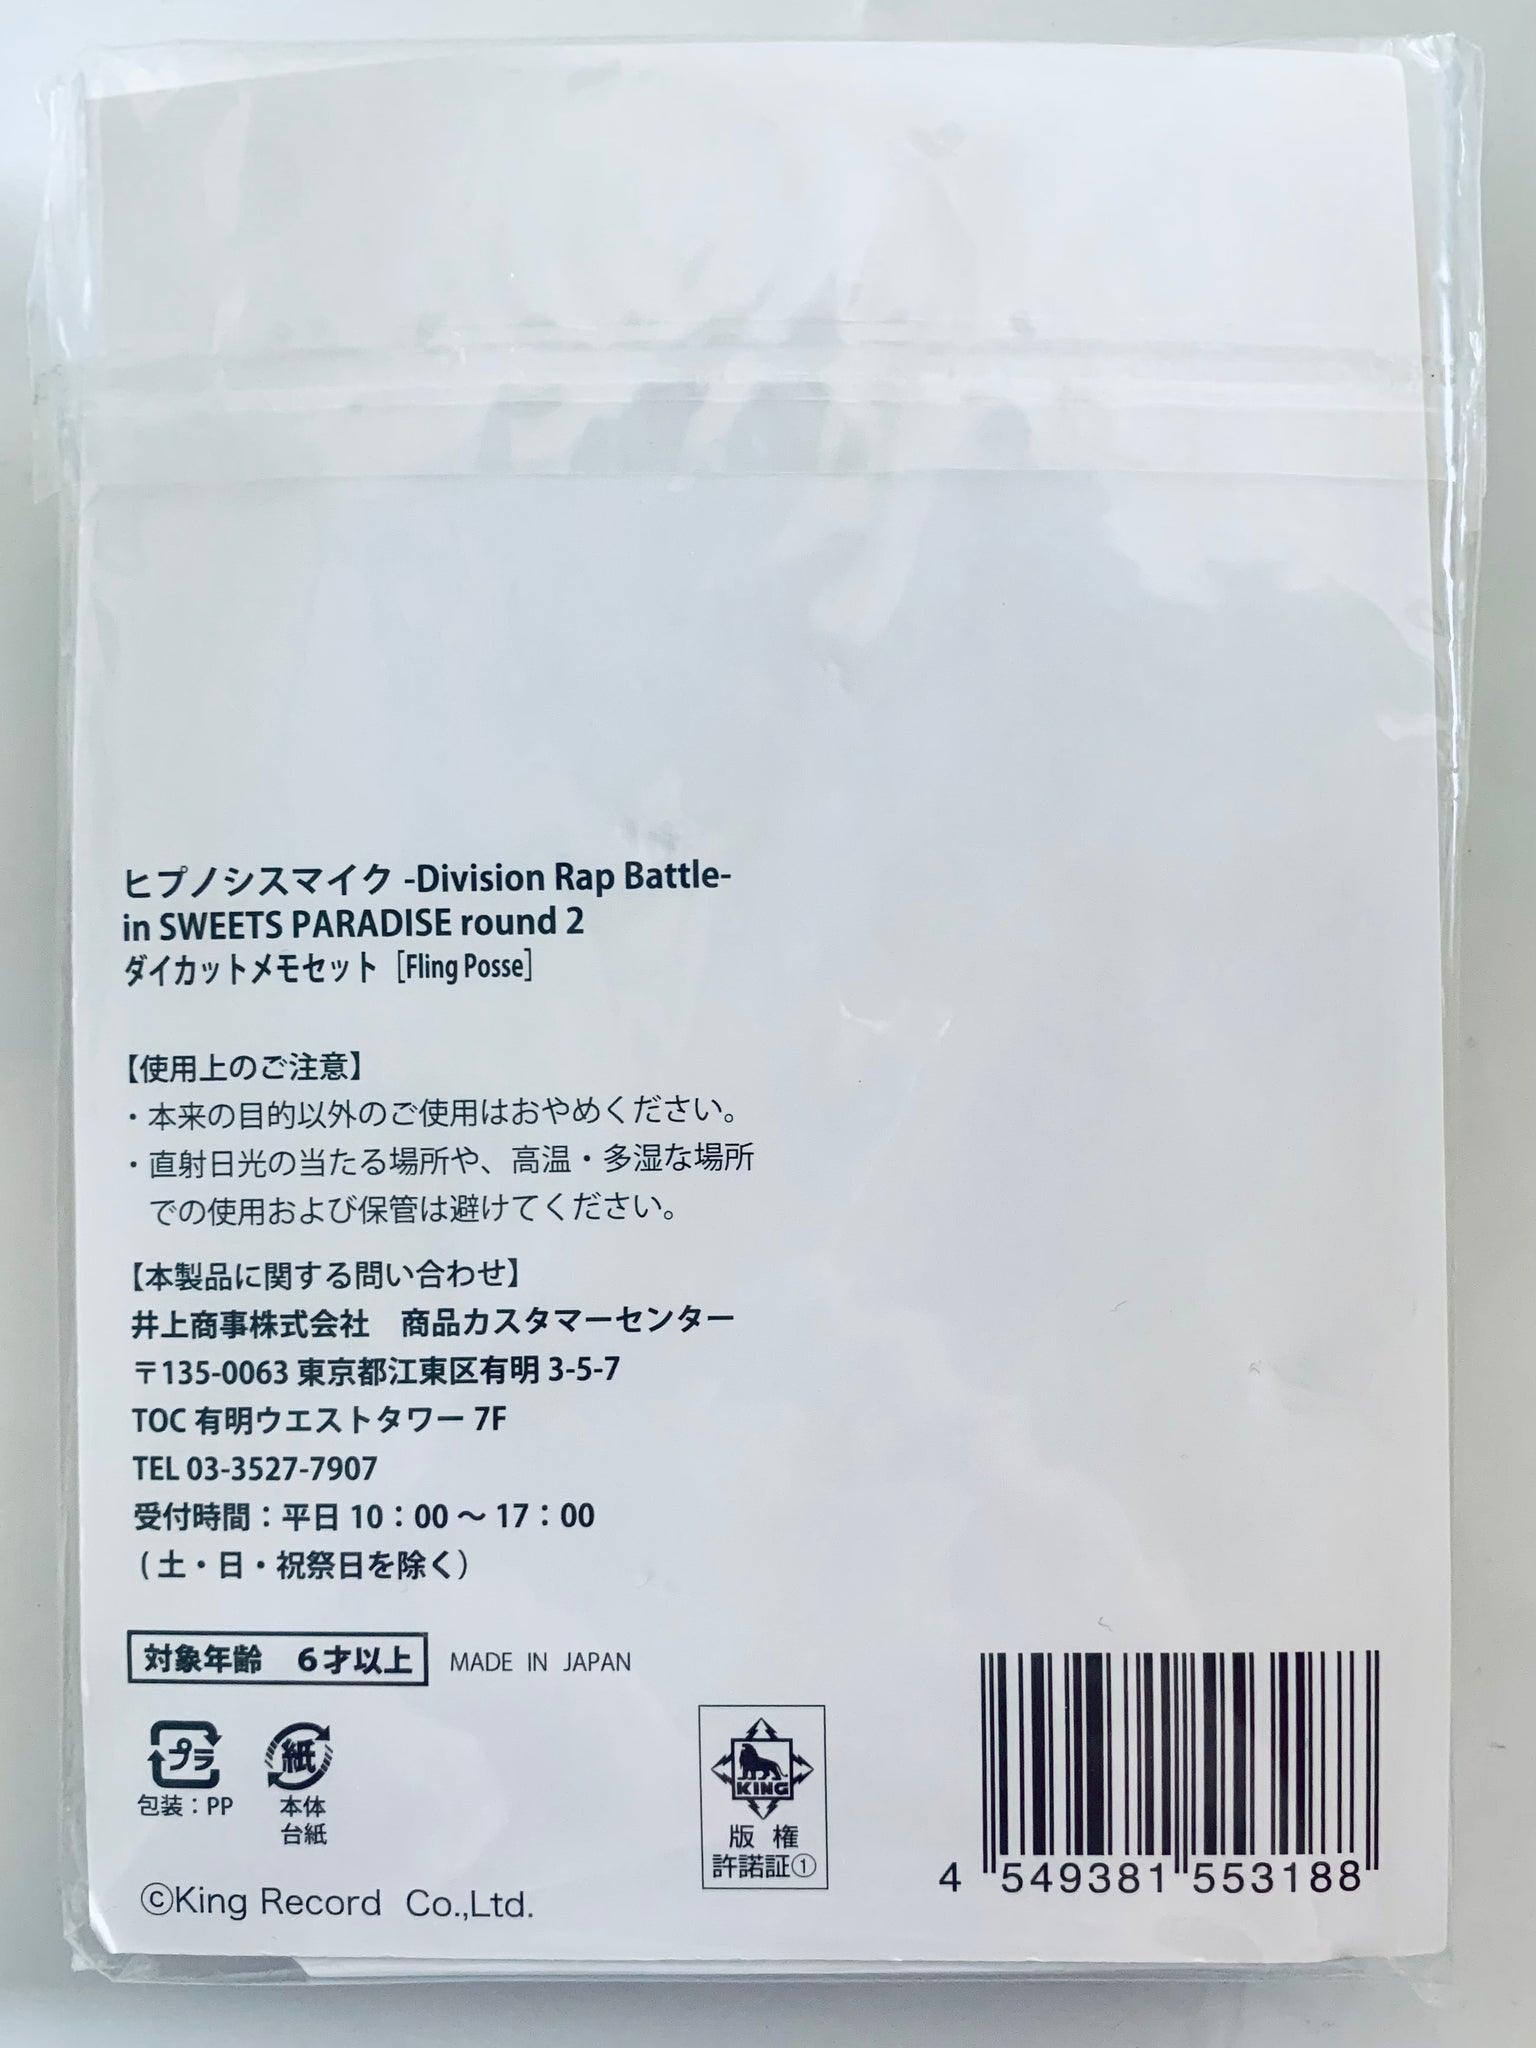 ヒプノシスマイク -Division Rap Battle-
in SWEETS PARADISE round 2
ダイカットメモセット［Fling Posse］
【使用上のご注意】
・本来の目的以外のご使用はおやめください。
・直射日光の当たる場所や、高温・多湿な場所
での使用および保管は避けてください。
【本製品に関する問い合わせ】
井上商事株式会社　商品カスタマーセンター
〒135-0063 東京都江東区有明 3-5-7
TOC 有明ウエストタワー 7F
TEL 03-3527-7907
受付時間：平日 10：00 〜 17：00
( 土・日・祝祭日を除く）
対象年齢　6才以上 MADE IN JAPAN
プラ 紙
包装：PP 本体
台紙
KING
版 権
許諾証①
4 549381 553188
©King Record Co.,Ltd.